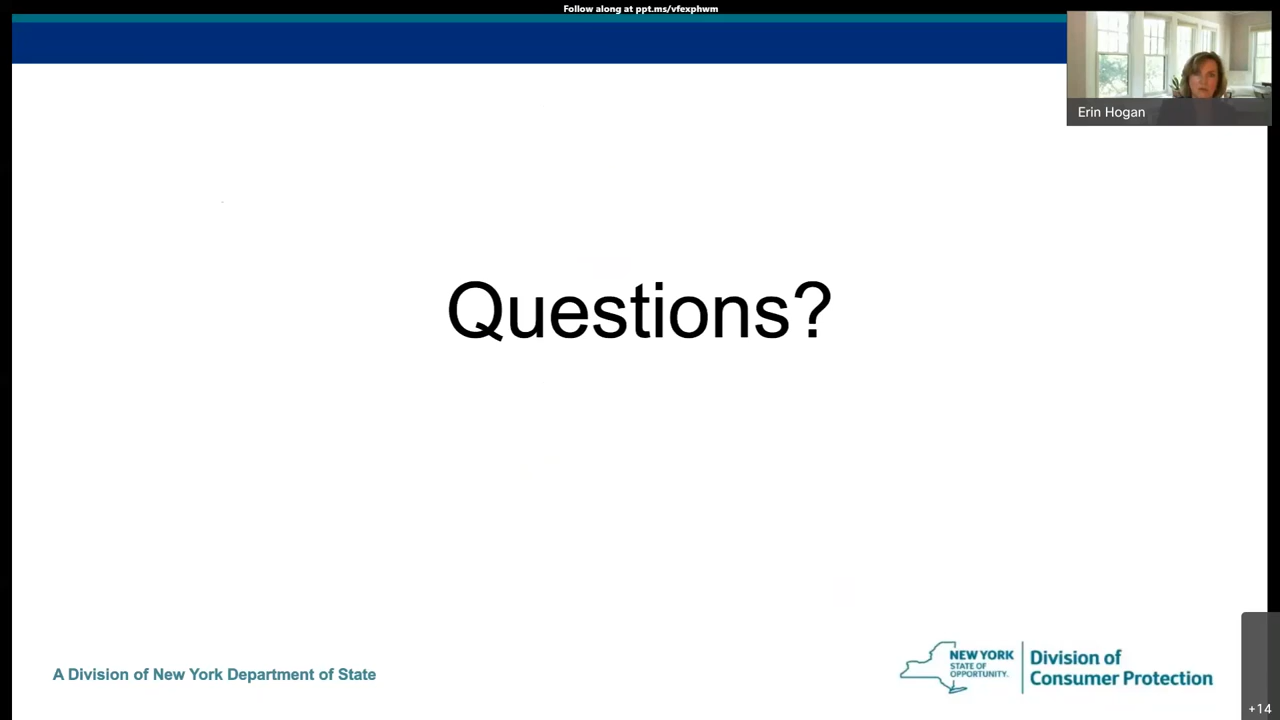 Follow along at ppt.ms/vfexphwm
Erin Hogan
Questions?
A Division of New York Department of State
NEW YORK
STATE OF
OPPORTUNITY.
Division of
Consumer Protection
+14